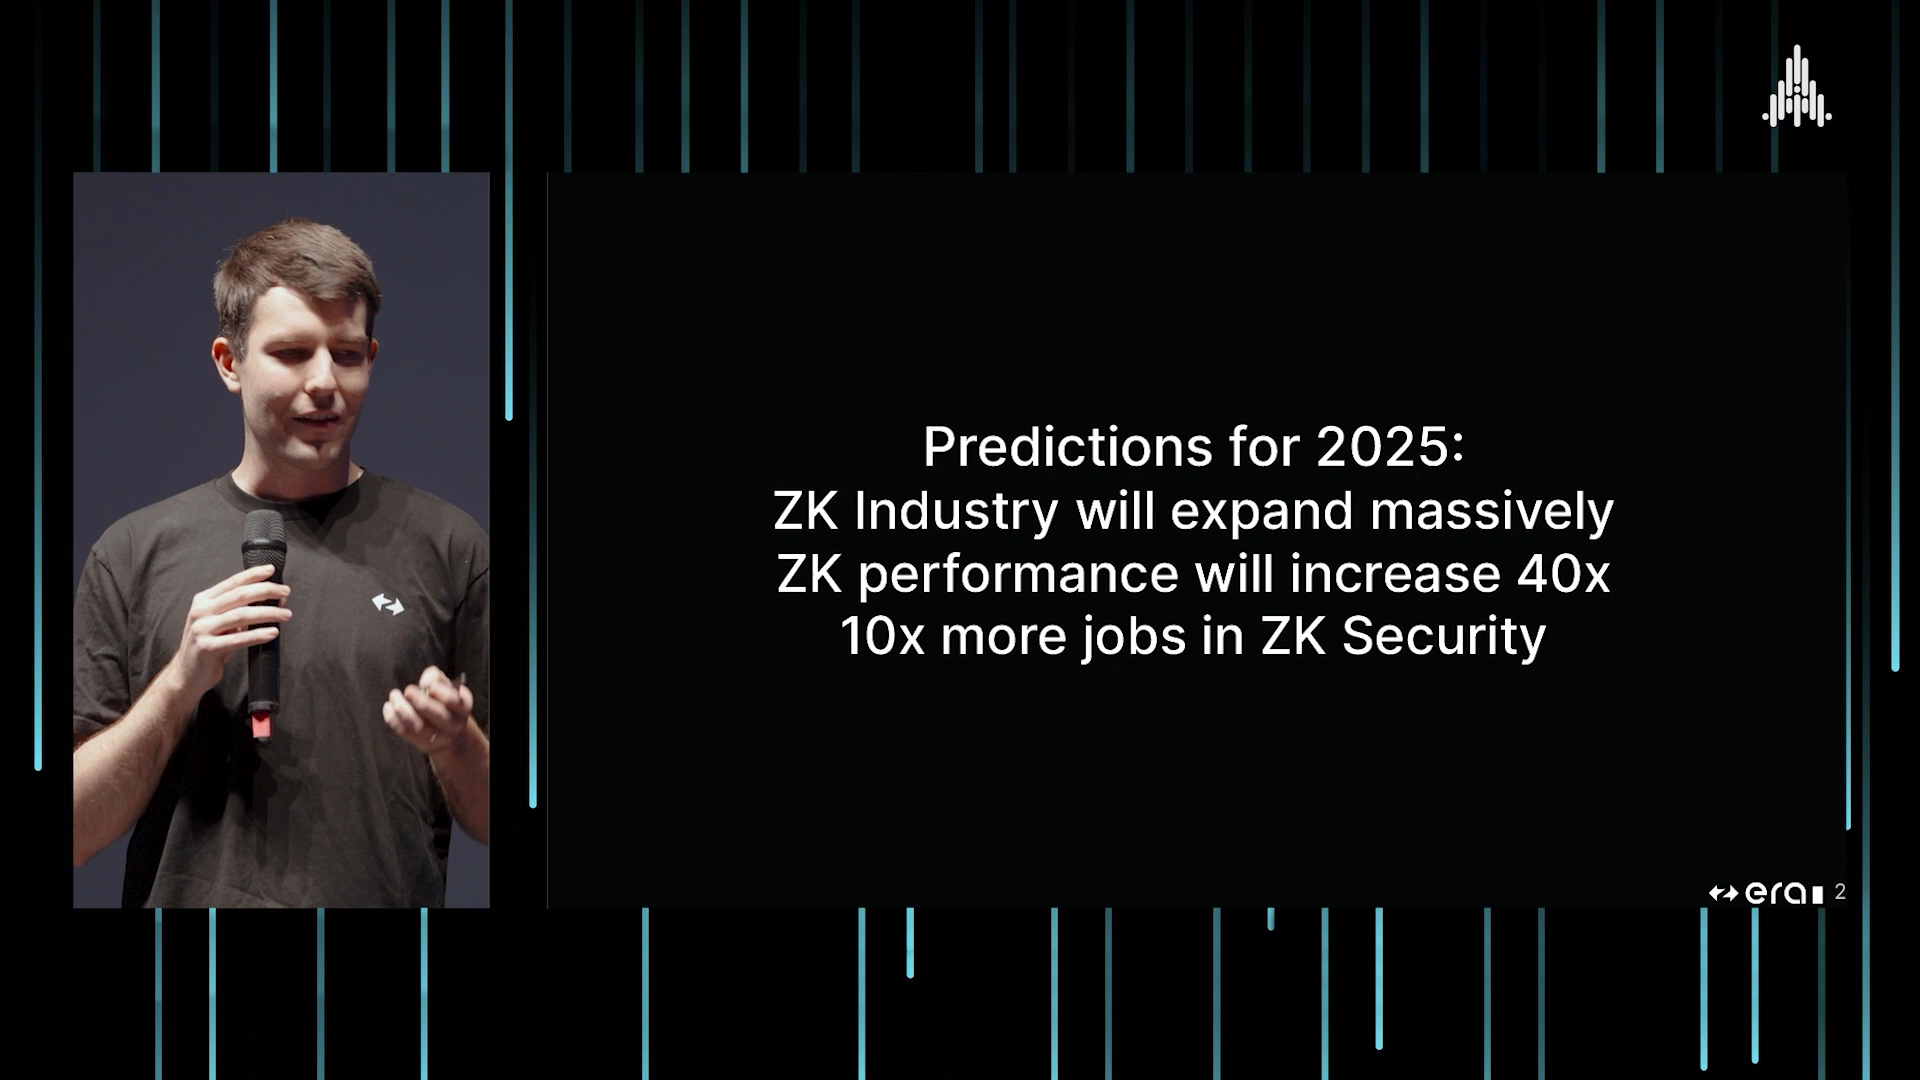 Predictions for 2025:
ZK Industry will expand massively
ZK performance will increase 40x
10x more jobs in ZK Security
era
2